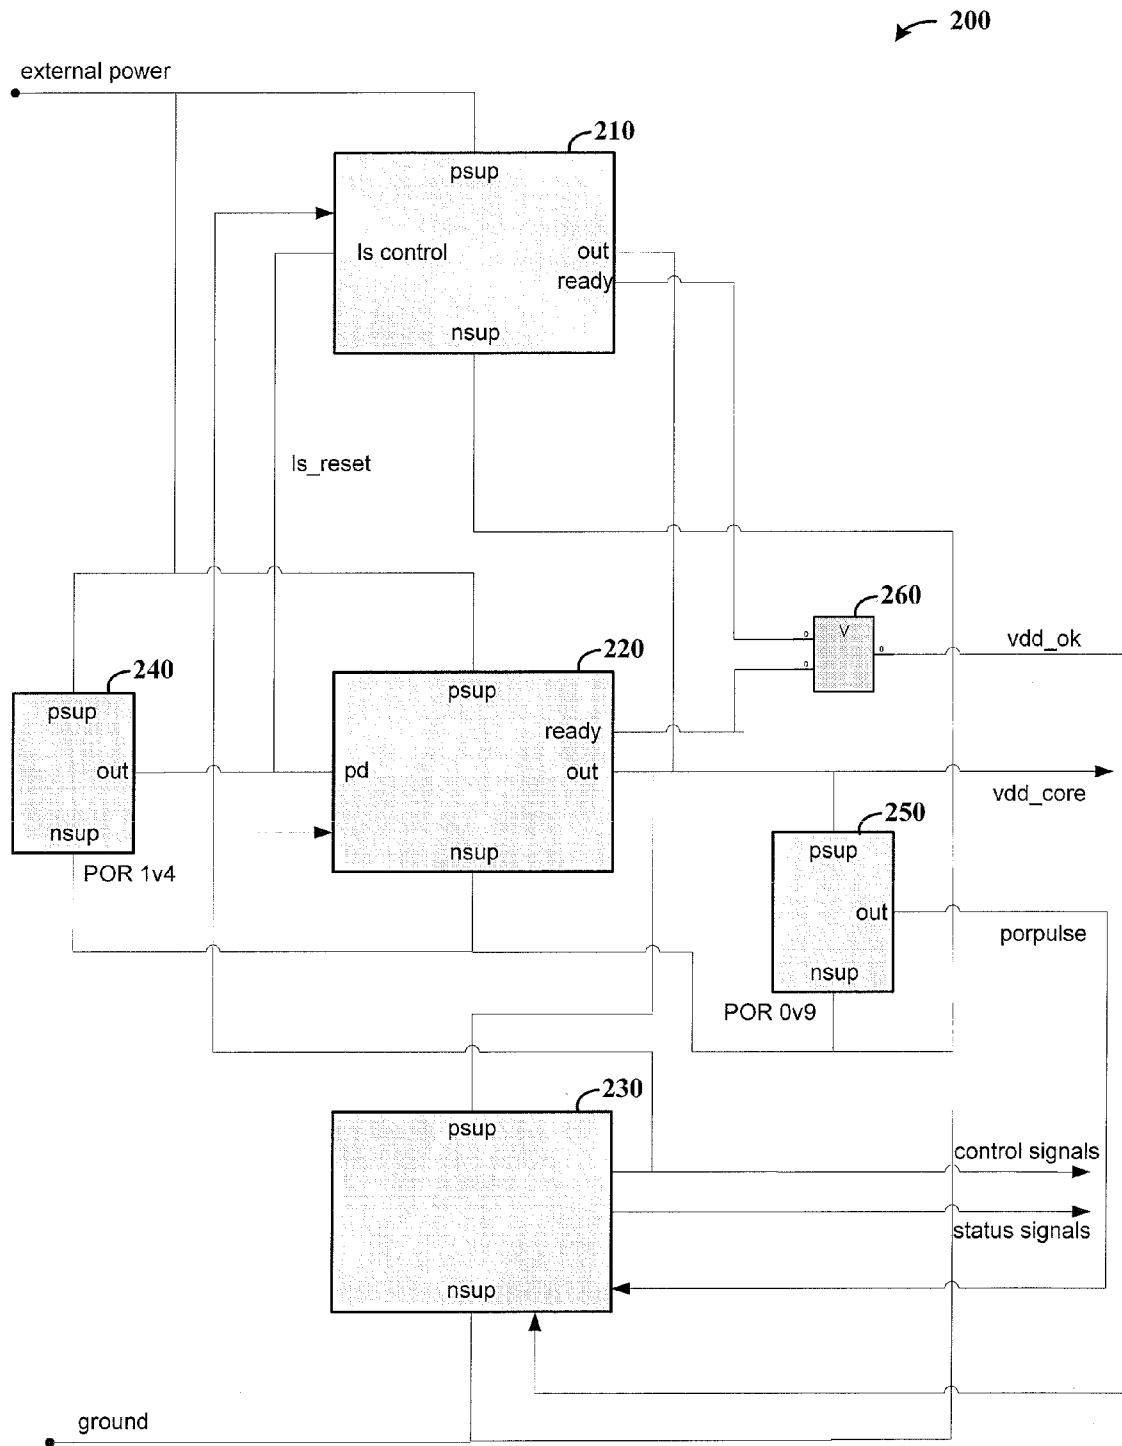 200
external power
210
psup
ls control
out
ready
nsup
ls_reset
260
V
vdd_ok
240
220
psup
psup
ready
out
pd
out
vdd_core
nsup
250
psup
nsup
POR 1v4
out
porpulse
nsup
POR 0v9
230
psup
control signals
status signals
nsup
ground